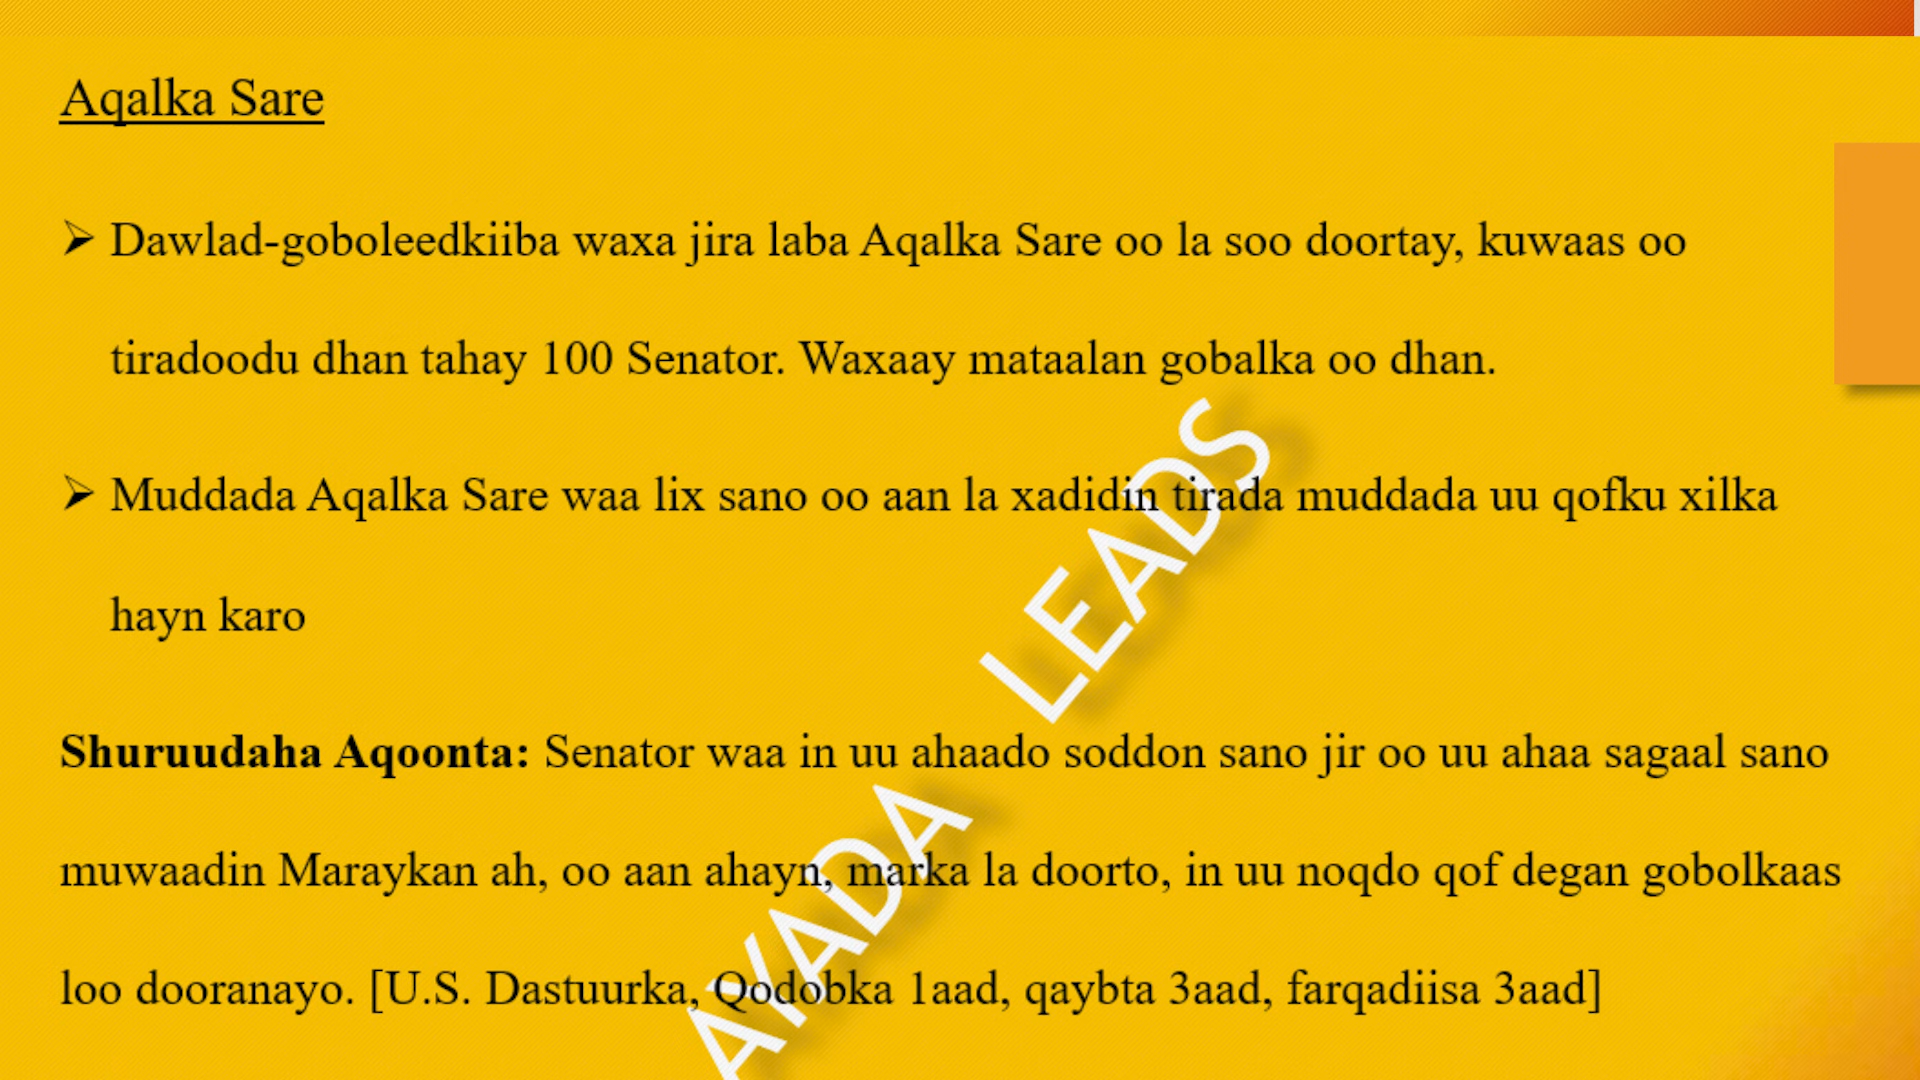 Aqalka Sare
➢ Dawlad-goboleedkiiba waxa jira laba Aqalka Sare oo la soo doortay, kuwaas oo
tiradoodu dhan tahay 100 Senator. Waxaay mataalan gobalka oo dhan.
➢ Muddada Aqalka Sare waa lix sano oo aan la xadidin tirada muddada uu qofku xilka
hayn karo
Shuruudaha Aqoonta: Senator waa in uu ahaado soddon sano jir oo uu ahaa sagaal sano
muwaadin Maraykan ah, oo aan ahayn, marka la doorto, in uu noqdo qof degan gobolkaas
loo dooranayo. [U.S. Dastuurka, Qodobka 1aad, qaybta 3aad, farqadiisa 3aad]
AYADA LEADS